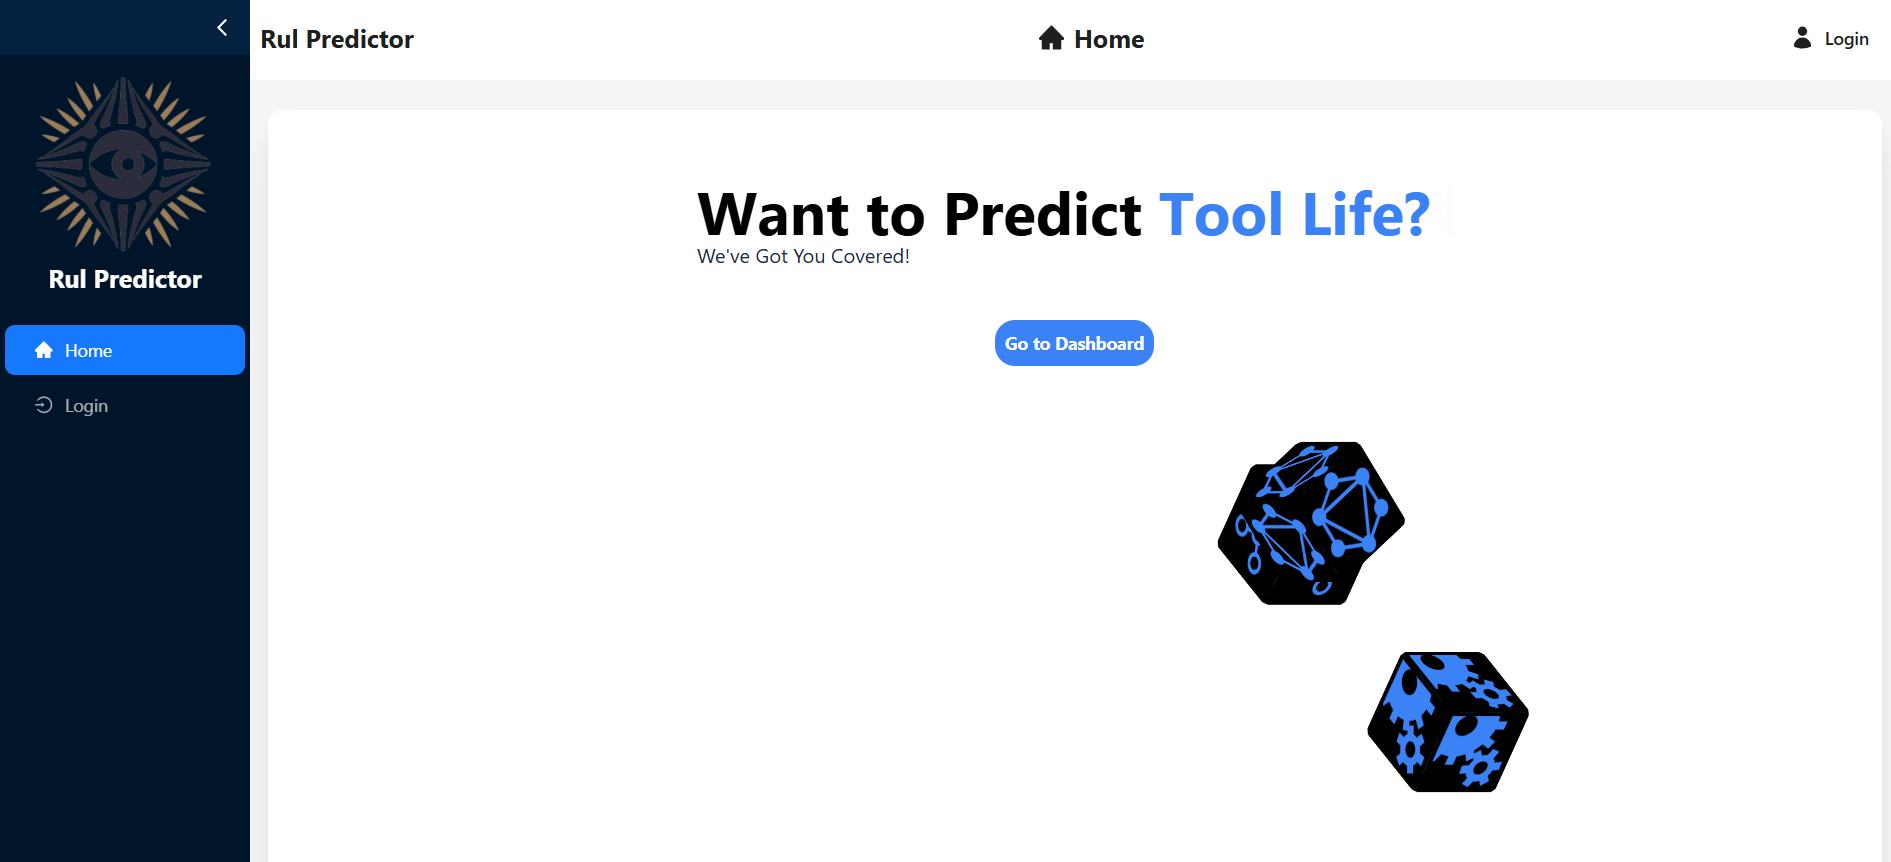 Rul Predictor
Home
Login
Rul Predictor
Home
Login
Want to Predict Tool Life?
We've Got You Covered!
Go to Dashboard